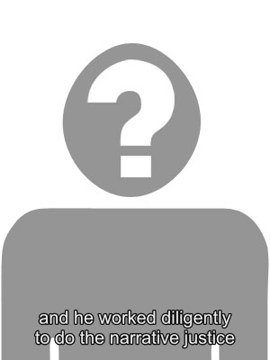 ?
and he worked diligently
to do the narrative justice